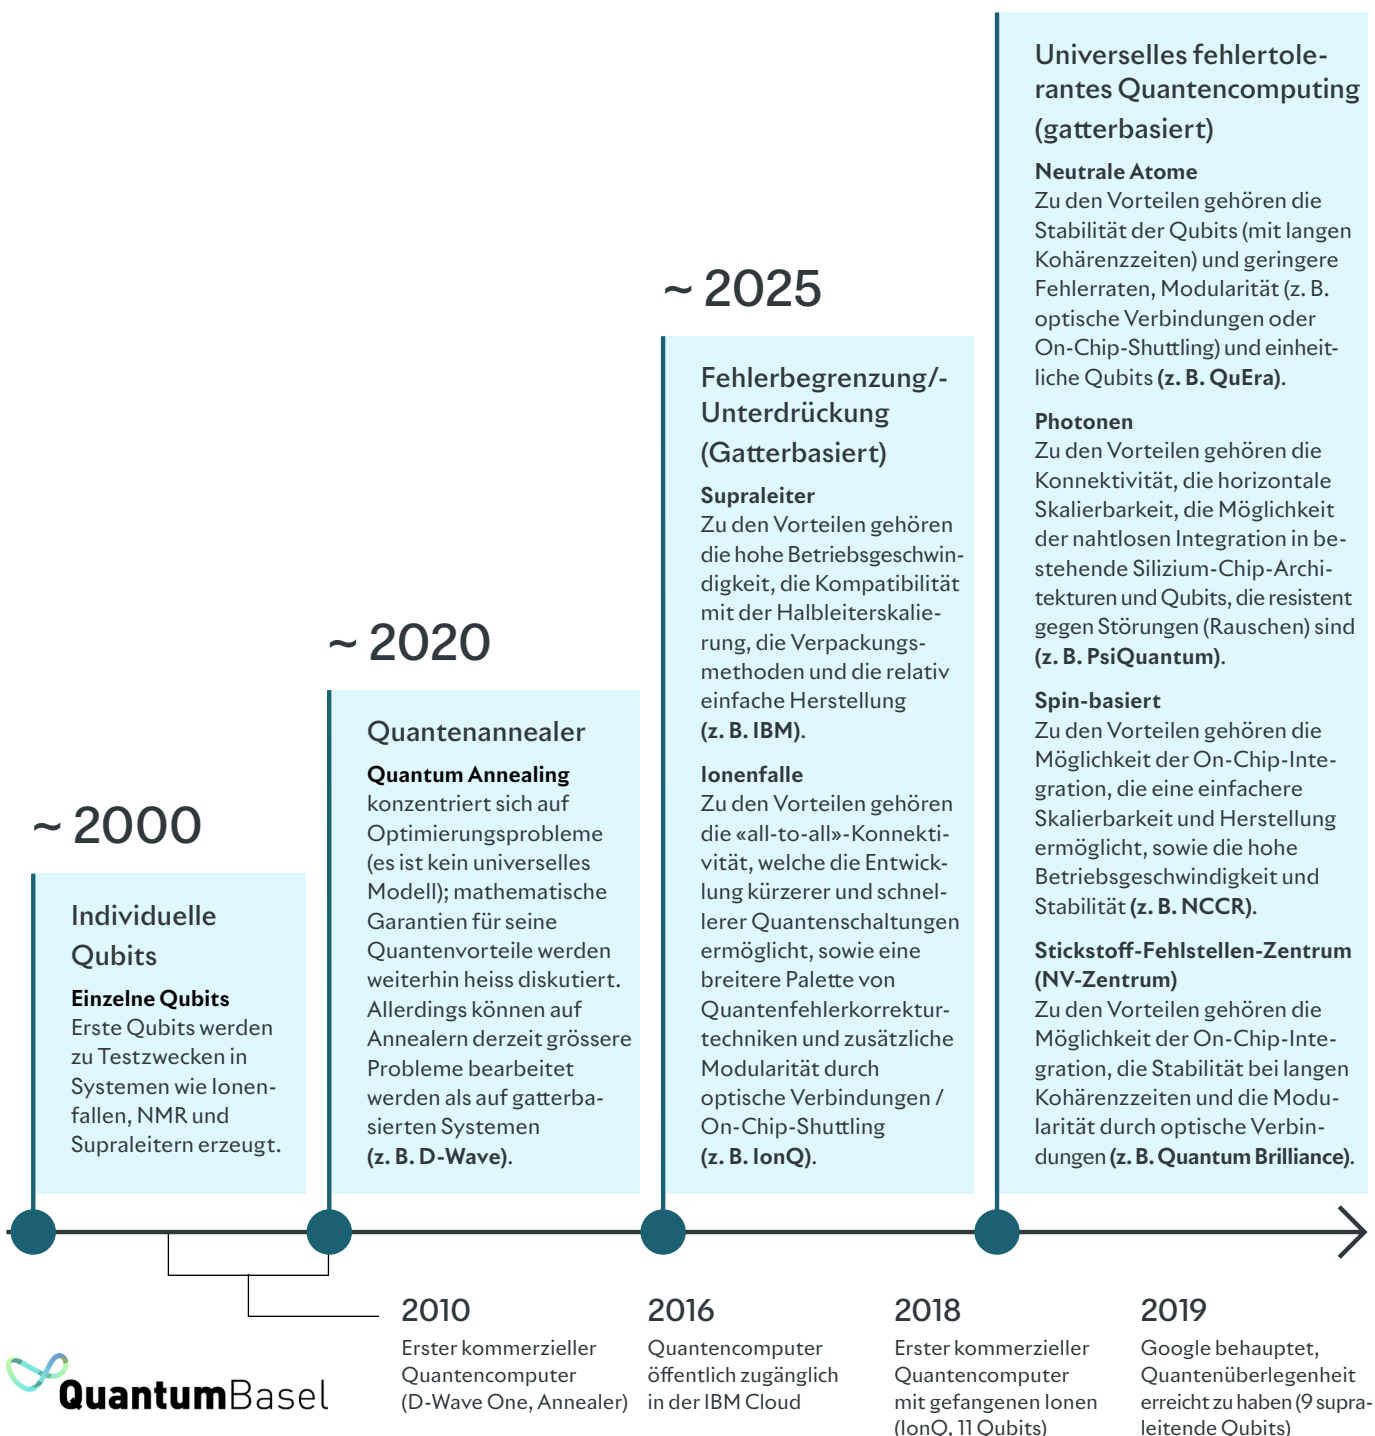 ~ 2000
Individuelle
Qubits
Einzelne Qubits
Erste Qubits werden
zu Testzwecken in
Systemen wie Ionen-
fallen, NMR und
Supraleitern erzeugt.
~ 2020
Quantenannealer
Quantum Annealing
konzentriert sich auf
Optimierungsprobleme
(es ist kein universelles
Modell); mathematische
Garantien für seine
Quantenvorteile werden
weiterhin heiss diskutiert.
Allerdings können auf
Annealern derzeit grössere
Probleme bearbeitet
werden als auf gatterba-
sierten Systemen
(z. B. D-Wave).
~ 2025
Fehlerbegrenzung/-
Unterdrückung
(Gatterbasiert)
Supraleiter
Zu den Vorteilen gehören
die hohe Betriebsgeschwin-
digkeit, die Kompatibilität
mit der Halbleiterskalie-
rung, die Verpackungs-
methoden und die relativ
einfache Herstellung
(z. B. IBM).
Ionenfalle
Zu den Vorteilen gehören
die «all-to-all»-Konnekti-
vität, welche die Entwick-
lung kürzerer und schnel-
lerer Quantenschaltungen
ermöglicht, sowie eine
breitere Palette von
Quantenfehlerkorrektur-
techniken und zusätzliche
Modularität durch
optische Verbindungen /
On-Chip-Shuttling
(z. B. IonQ).
Universelles fehlertole-
rantes Quantencomputing
(gatterbasiert)
Neutrale Atome
Zu den Vorteilen gehören die
Stabilität der Qubits (mit langen
Kohärenzzeiten) und geringere
Fehlerraten, Modularität (z. B.
optische Verbindungen oder
On-Chip-Shuttling) und einheit-
liche Qubits (z. B. QuEra).
Photonen
Zu den Vorteilen gehören die
Konnektivität, die horizontale
Skalierbarkeit, die Möglichkeit
der nahtlosen Integration in be-
stehende Silizium-Chip-Archi-
tekturen und Qubits, die resistent
gegen Störungen (Rauschen) sind
(z. B. PsiQuantum).
Spin-basiert
Zu den Vorteilen gehören die
Möglichkeit der On-Chip-Inte-
gration, die eine einfachere
Skalierbarkeit und Herstellung
ermöglicht, sowie die hohe
Betriebsgeschwindigkeit und
Stabilität (z. B. NCCR).
Stickstoff-Fehlstellen-Zentrum
(NV-Zentrum)
Zu den Vorteilen gehören die
Möglichkeit der On-Chip-Inte-
gration, die Stabilität bei langen
Kohärenzzeiten und die Modu-
larität durch optische Verbin-
dungen (z. B. Quantum Brilliance).
2010
Erster kommerzieller
Quantencomputer
(D-Wave One, Annealer)
2016
Quantencomputer
öffentlich zugänglich
in der IBM Cloud
2018
Erster kommerzieller
Quantencomputer
mit gefangenen Ionen
(IonQ, 11 Qubits)
2019
Google behauptet,
Quantenüberlegenheit
erreicht zu haben (9 supra-
leitende Qubits)
QuantumBasel